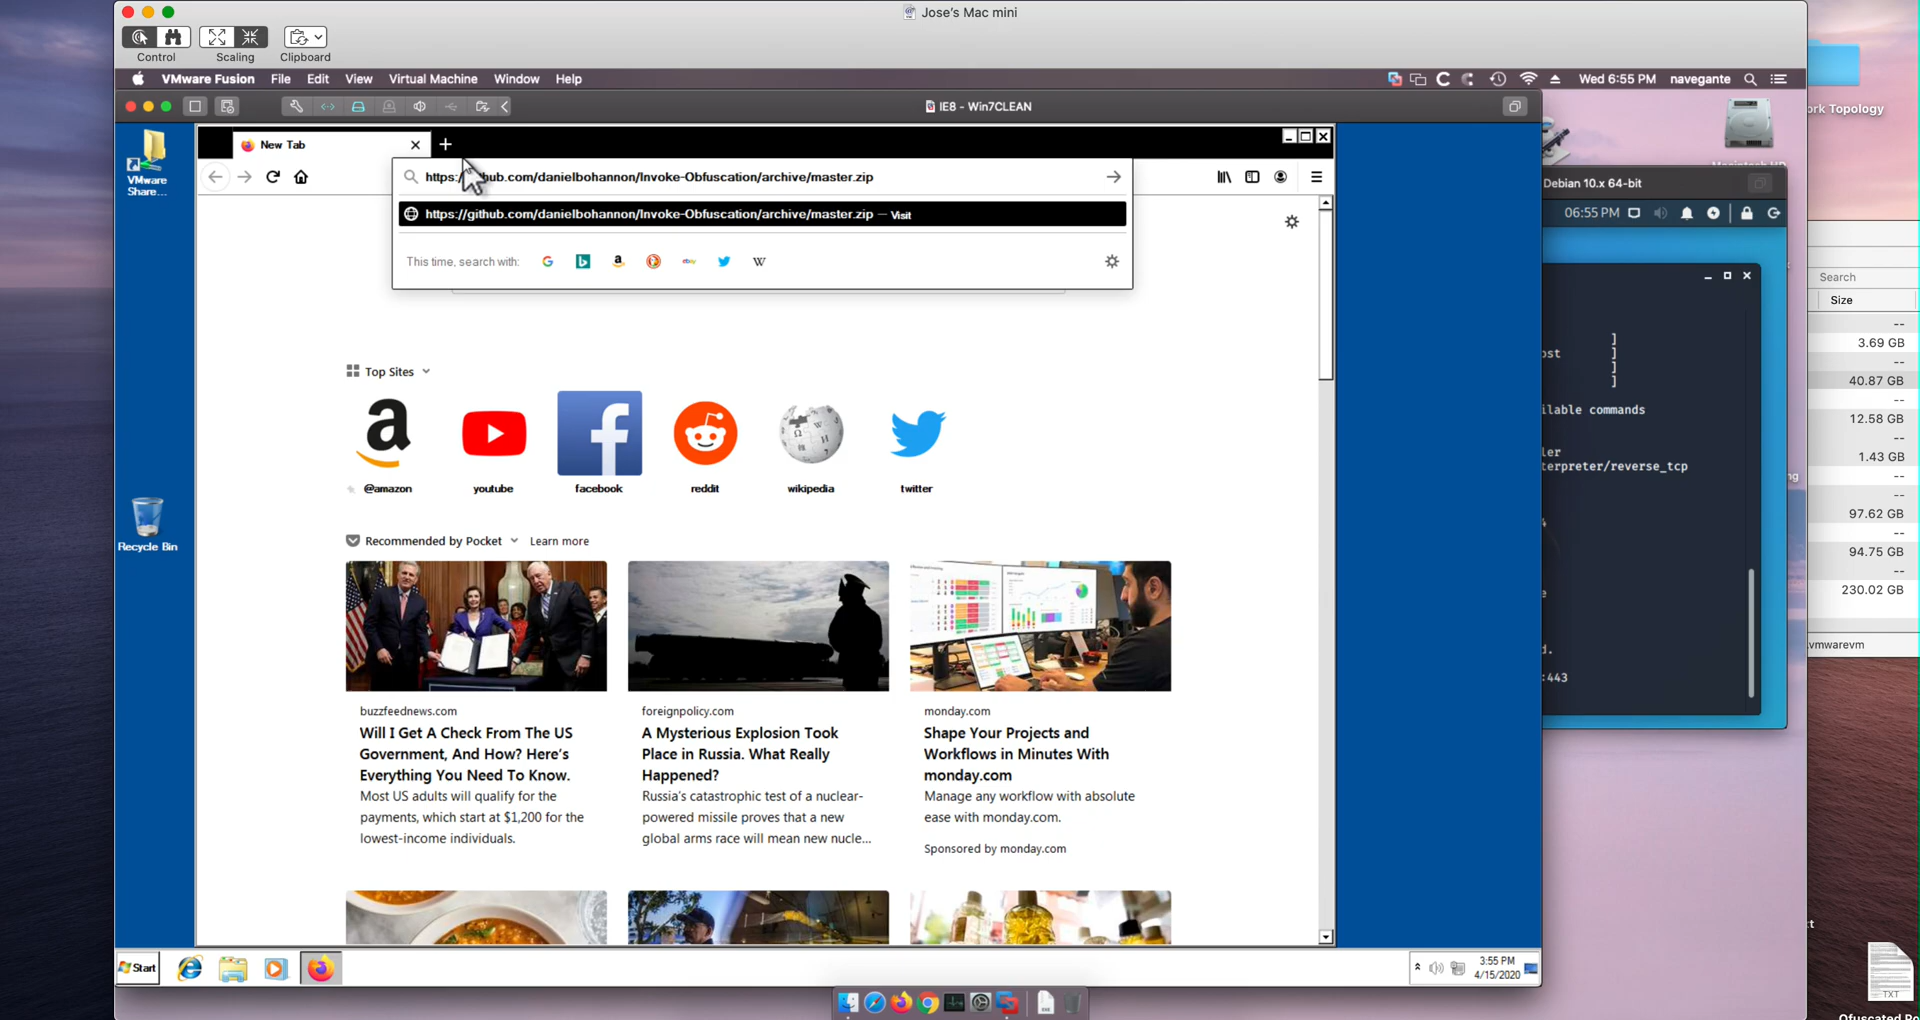 Jose's Mac mini
Control
Scaling
Clipboard
VMware Fusion File Edit View Virtual Machine Window Help
Wed 6:55 PM navegante
IE8 - Win7CLEAN
New Tab
https://github.com/danielbohannon/Invoke-Obfuscation/archive/master.zip
https://github.com/danielbohannon/Invoke-Obfuscation/archive/master.zip — Visit
This time, search with:
VMware
Share...
Recycle Bin
Top Sites
@amazon
youtube
facebook
reddit
wikipedia
twitter
Recommended by Pocket
Learn more
buzzfeednews.com
Will I Get A Check From The US
Government, And How? Here's
Everything You Need To Know.
Most US adults will qualify for the
payments, which start at $1,200 for the
lowest-income individuals.
foreignpolicy.com
A Mysterious Explosion Took
Place in Russia. What Really
Happened?
Russia's catastrophic test of a nuclear-
powered missile proves that a new
global arms race will mean new nucle...
monday.com
Shape Your Projects and
Workflows in Minutes With
monday.com
Manage any workflow with absolute
ease with monday.com.
Sponsored by monday.com
Start
3:55 PM
4/15/2020
ork Topology
Debian 10.x 64-bit
06:55 PM
]
ost ]
]
]
ilable commands
ler
terpreter/reverse_tcp
4
e
d.
:443
Search
Size
--
3.69 GB
--
40.87 GB
--
12.58 GB
--
1.43 GB
--
--
97.62 GB
--
94.75 GB
--
230.02 GB
.vmwarevm
ng
tt
TXT